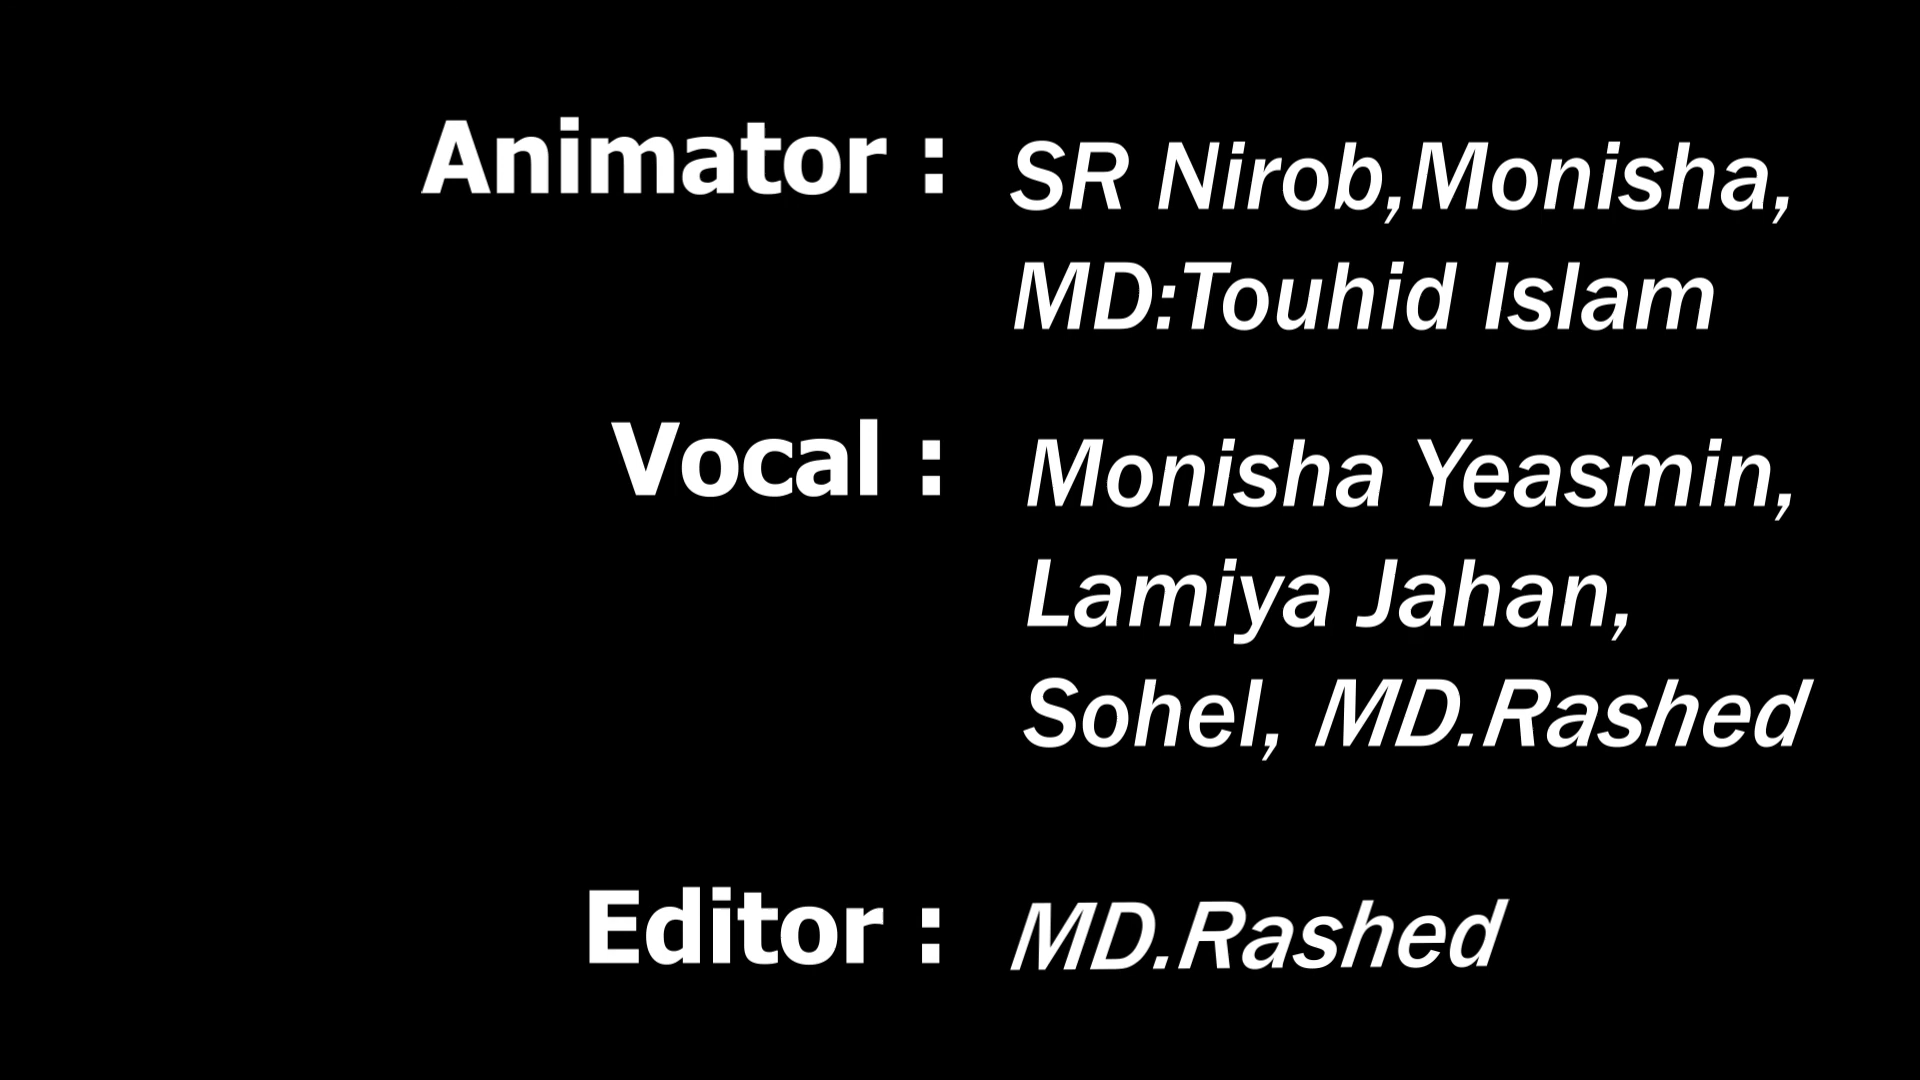 Animator : SR Nirob,Monisha,
MD:Touhid Islam
Vocal : Monisha Yeasmin,
Lamiya Jahan,
Sohel, MD.Rashed
Editor : MD.Rashed